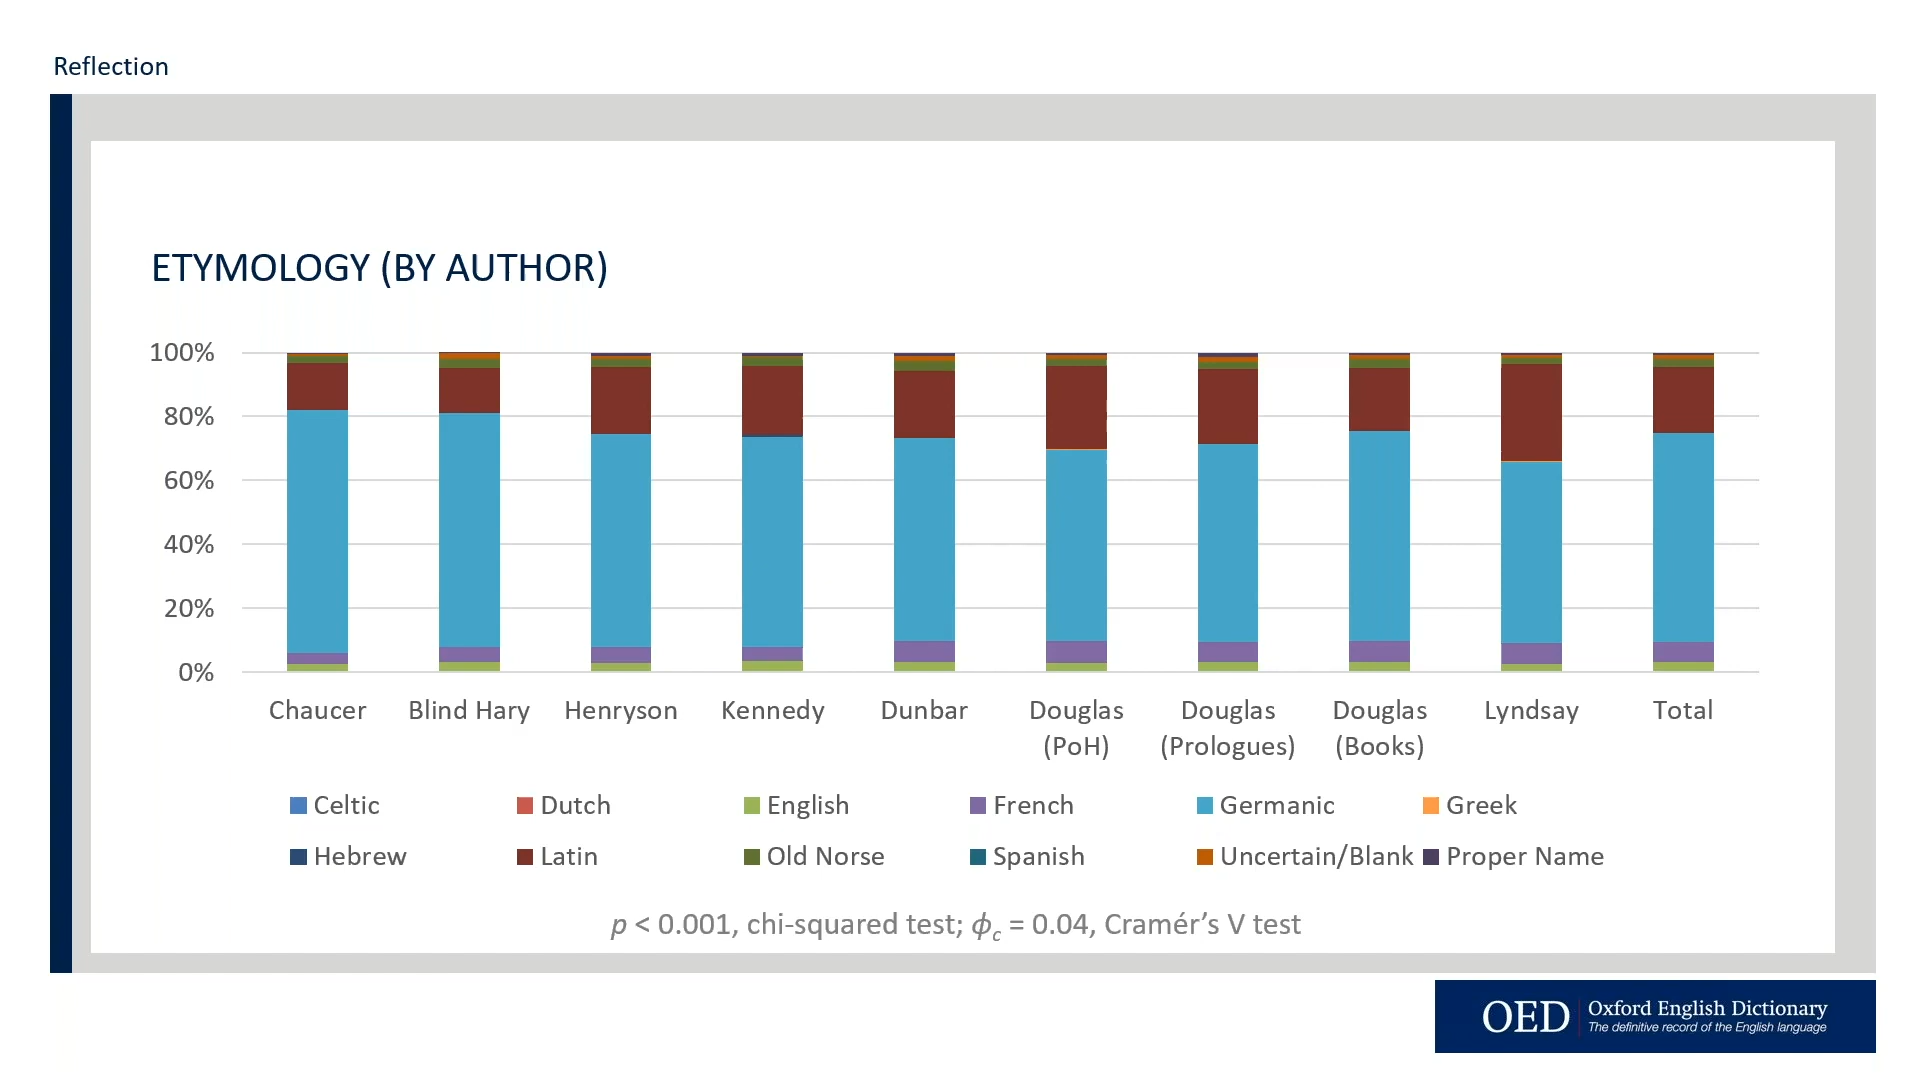 Reflection
ETYMOLOGY (BY AUTHOR)
100%
80%
60%
40%
20%
0%
Chaucer Blind Hary Henryson Kennedy Dunbar Douglas (PoH) Douglas (Prologues) Douglas (Books) Lyndsay Total
Celtic Dutch English French Germanic Greek
Hebrew Latin Old Norse Spanish Uncertain/Blank Proper Name
p < 0.001, chi-squared test; ϕc = 0.04, Cramér’s V test
OED Oxford English Dictionary
The definitive record of the English language